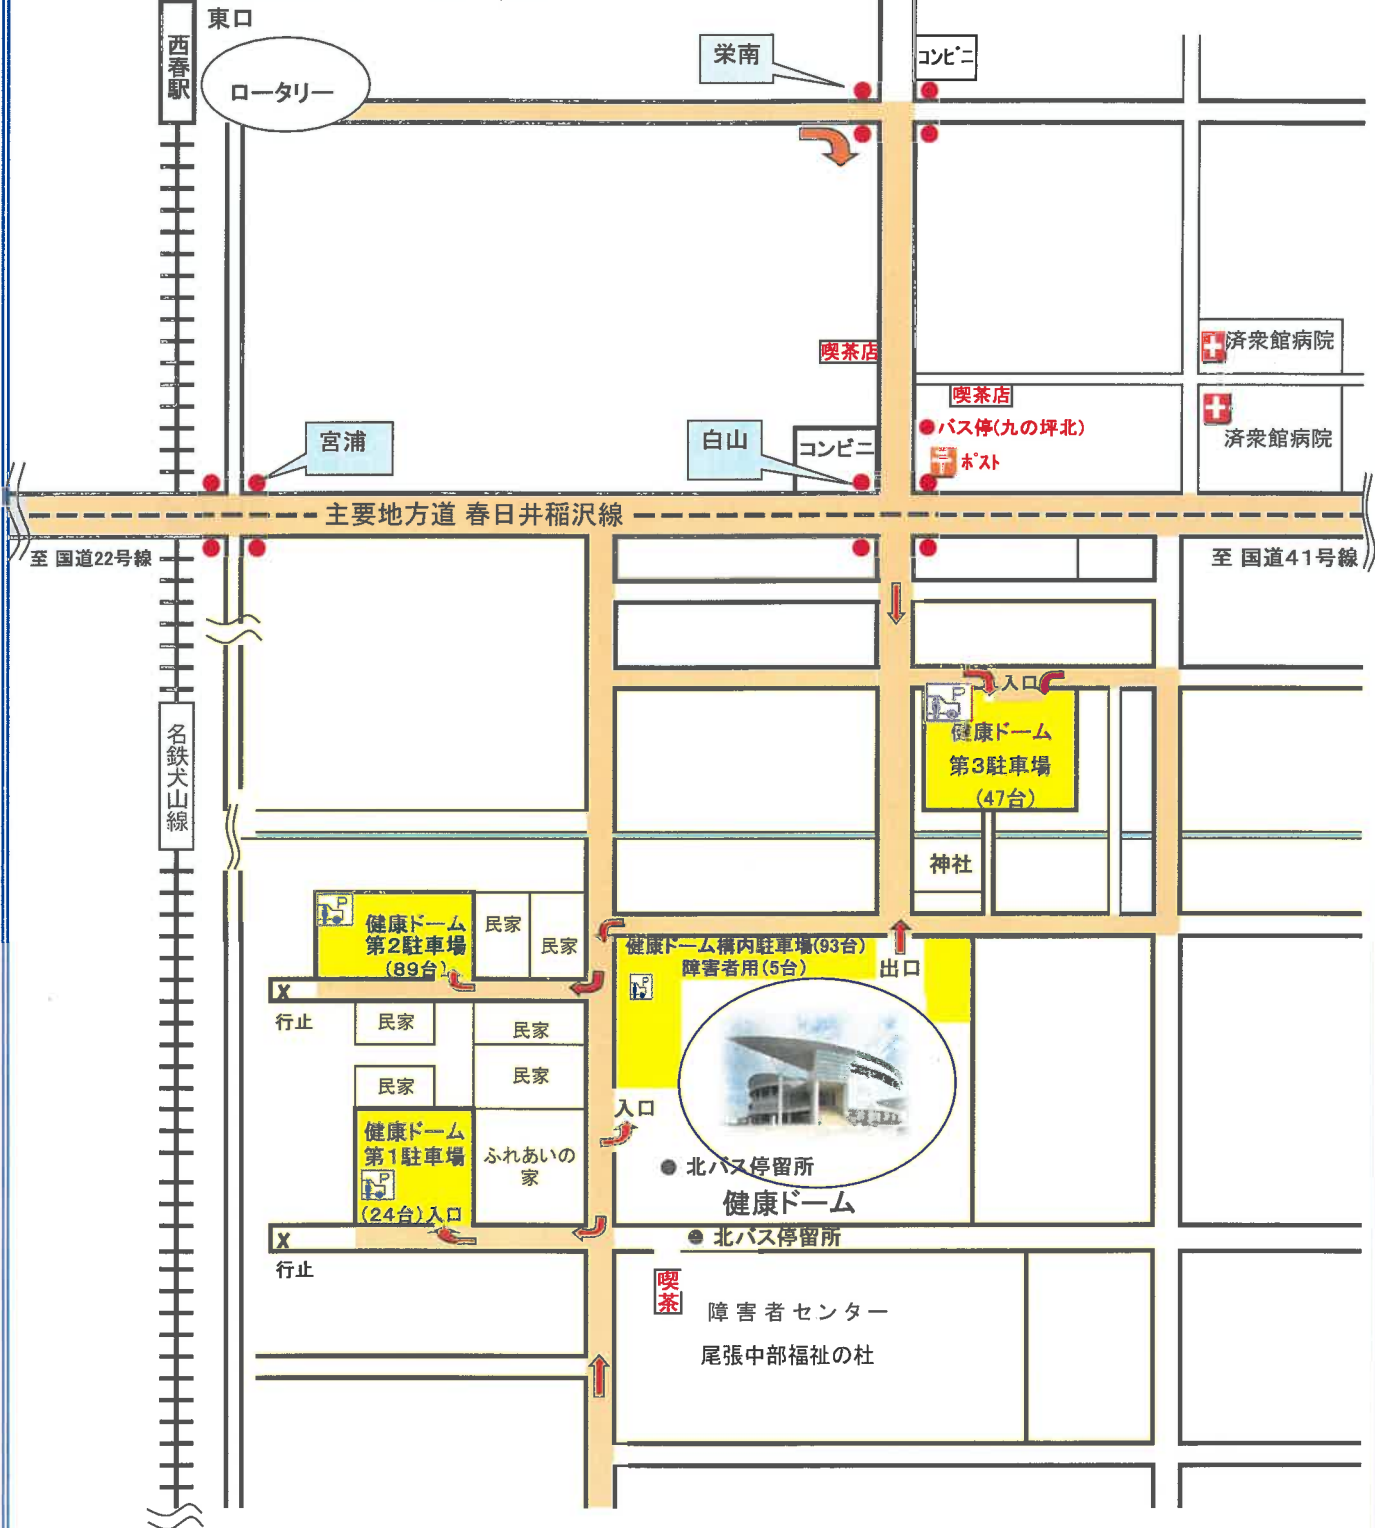 東口
西春駅
ロータリー
栄南
コンビニ
喫茶店
済衆館病院
喫茶店
バス停(九の坪北)
済衆館病院
宮浦
白山
コンビニ
ポスト
主要地方道 春日井稲沢線
至 国道22号線
至 国道41号線
名鉄犬山線
P
入口
健康ドーム
第3駐車場
(47台)
神社
P
健康ドーム
第2駐車場
(89台)
民家
民家
健康ドーム構内駐車場(93台)
障害者用(5台)
出口
P
X
行止
民家
民家
民家
民家
入口
健康ドーム
第1駐車場
P
(24台)入口
ふれあいの
家
北バス停留所
健康ドーム
北バス停留所
X
行止
喫茶
障害者センター
尾張中部福祉の杜